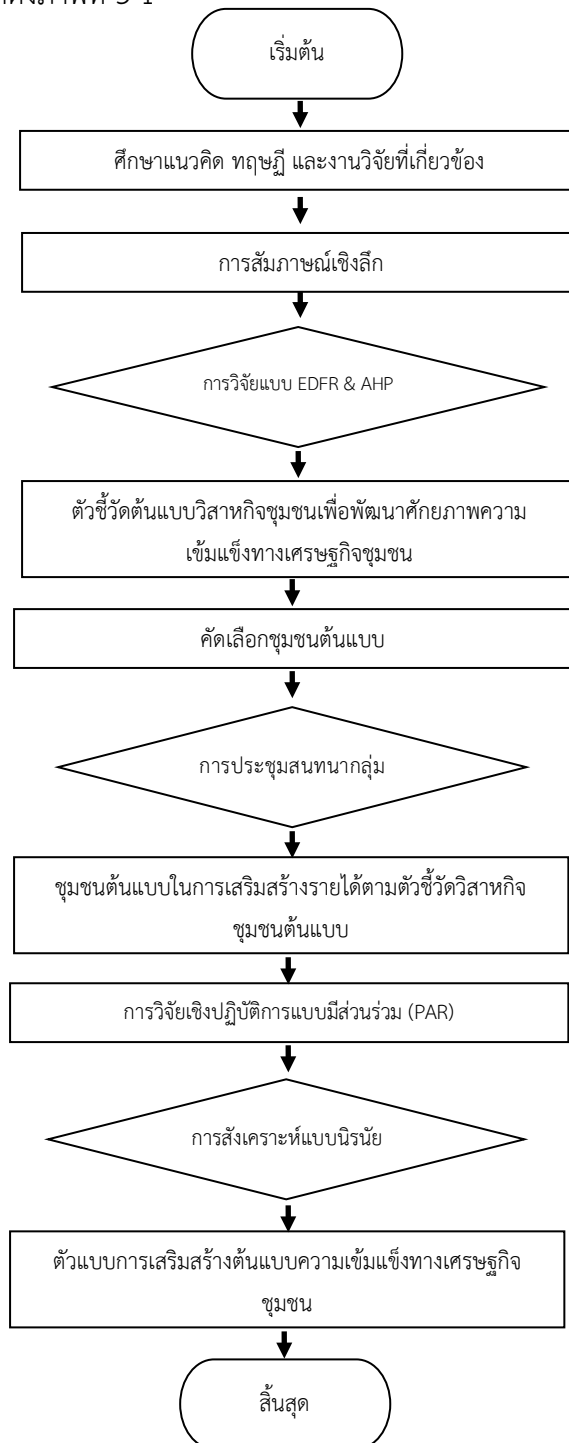 เริ่มต้น
ศึกษาแนวคิด ทฤษฎี และงานวิจัยที่เกี่ยวข้อง
การสัมภาษณ์เชิงลึก
การวิจัยแบบ EDFR & AHP
ตัวชี้วัดต้นแบบวิสาหกิจชุมชนเพื่อพัฒนาศักยภาพความ
เข้มแข็งทางเศรษฐกิจชุมชน
คัดเลือกชุมชนต้นแบบ
การประชุมสนทนากลุ่ม
ชุมชนต้นแบบในการเสริมสร้างรายได้ตามตัวชี้วัดวิสาหกิจ
ชุมชนต้นแบบ
การวิจัยเชิงปฏิบัติการแบบมีส่วนร่วม (PAR)
การสังเคราะห์แบบนิรนัย
ตัวแบบการเสริมสร้างต้นแบบความเข้มแข็งทางเศรษฐกิจ
ชุมชน
สิ้นสุด